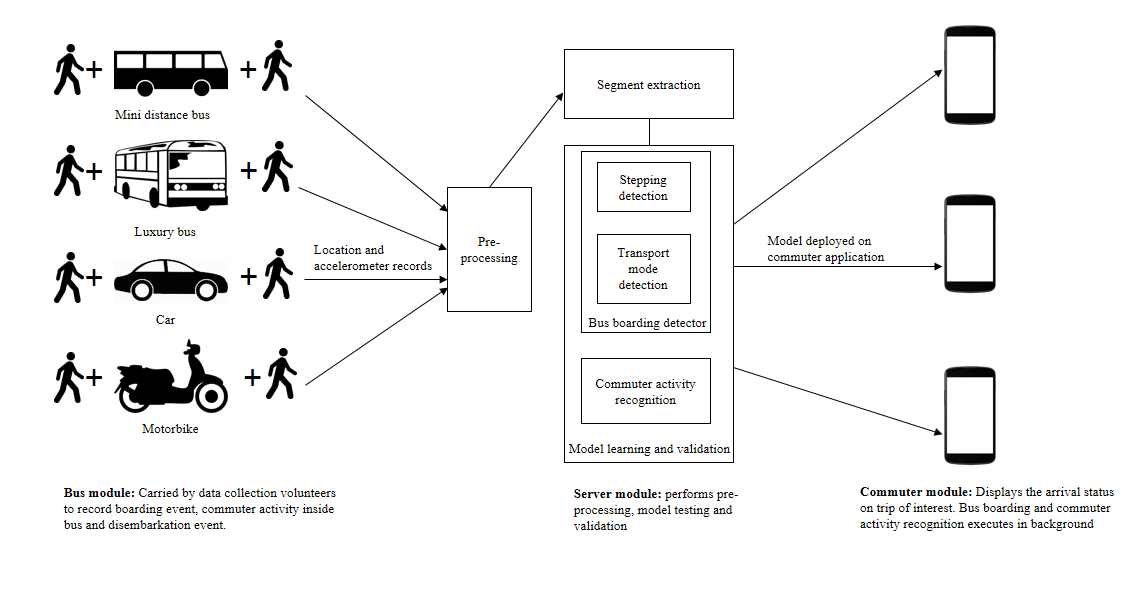 Mini distance bus
Luxury bus
Car
Motorbike
Location and
accelerometer records
Pre-
processing
Segment extraction
Stepping
detection
Transport
mode
detection
Bus boarding detector
Commuter activity
recognition
Model learning and validation
Model deployed on
commuter application
Bus module: Carried by data collection volunteers
to record boarding event, commuter activity inside
bus and disembarkation event.
Server module: performs pre-
processing, model testing and
validation
Commuter module: Displays the arrival status
on trip of interest. Bus boarding and commuter
activity recognition executes in background